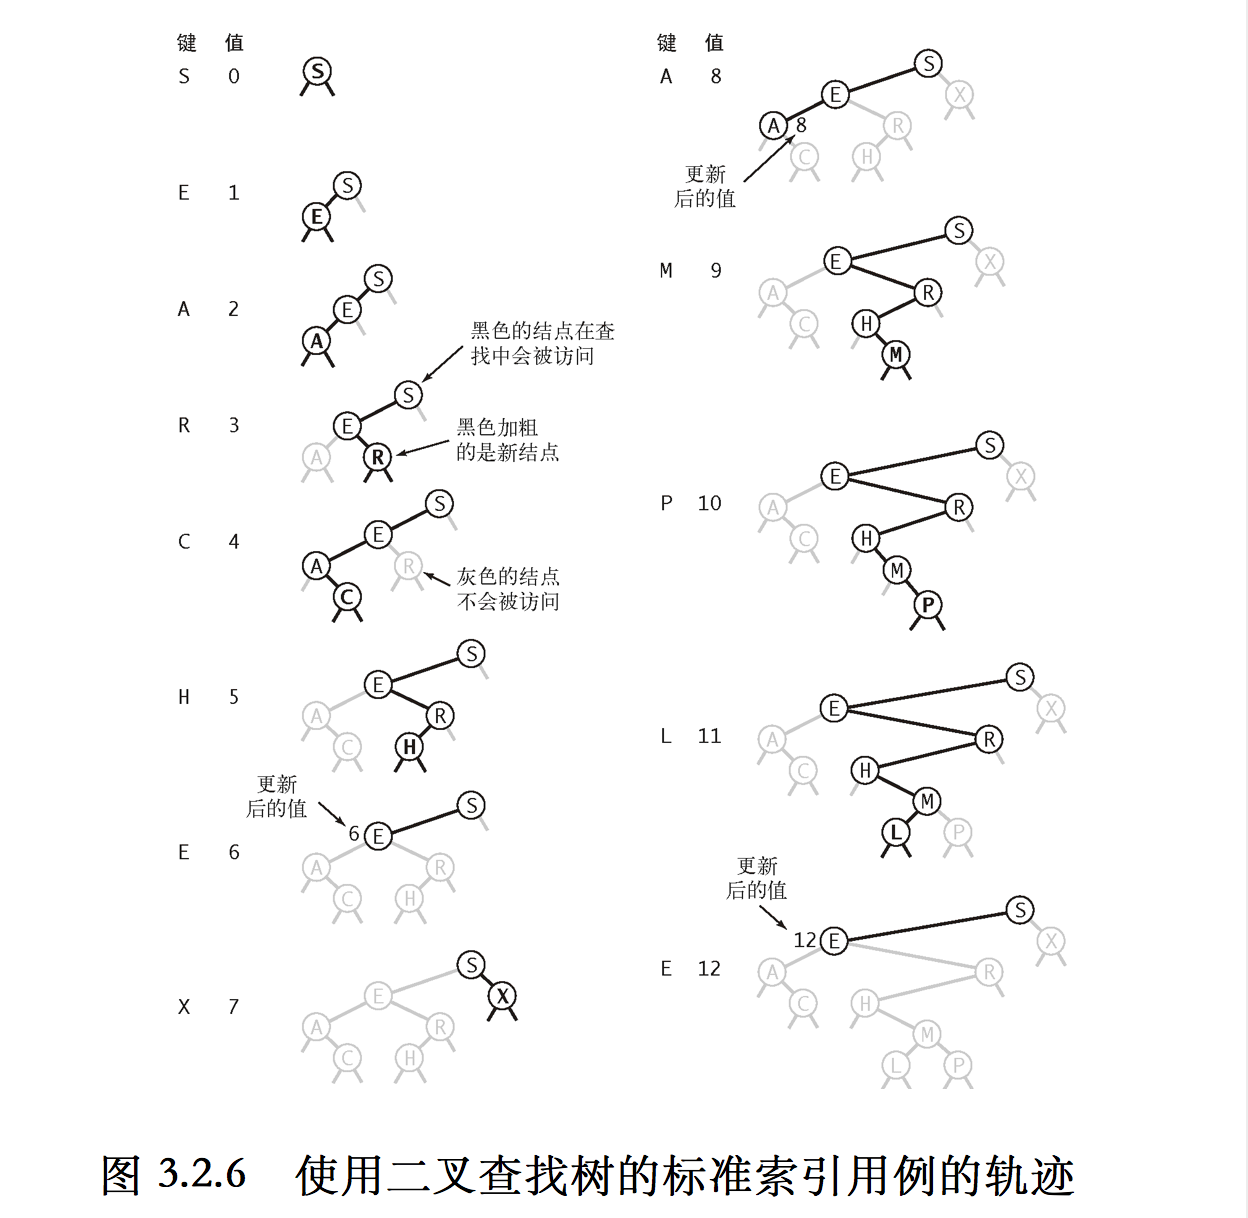 键 值
S 0
S
E 1
S
E
A 2
S
E
A
黑色的结点在查
找中会被访问
R 3
S
E
A R
黑色加粗
的是新结点
C 4
S
E
A R
C
灰色的结点
不会被访问
H 5
S
E
A R
C H
更新
后的值
E 6
S
6 E
A R
C H
X 7
S
E X
A R
C H
键 值
A 8
S
E X
A 8 R
C H
更新
后的值
M 9
S
E X
A R
C H
M
P 10
S
E X
A R
C H
M
P
L 11
S
E X
A R
C H
M
L P
更新
后的值
E 12
S
12 E X
A R
C H
M
L P
图 3.2.6 使用二叉查找树的标准索引用例的轨迹